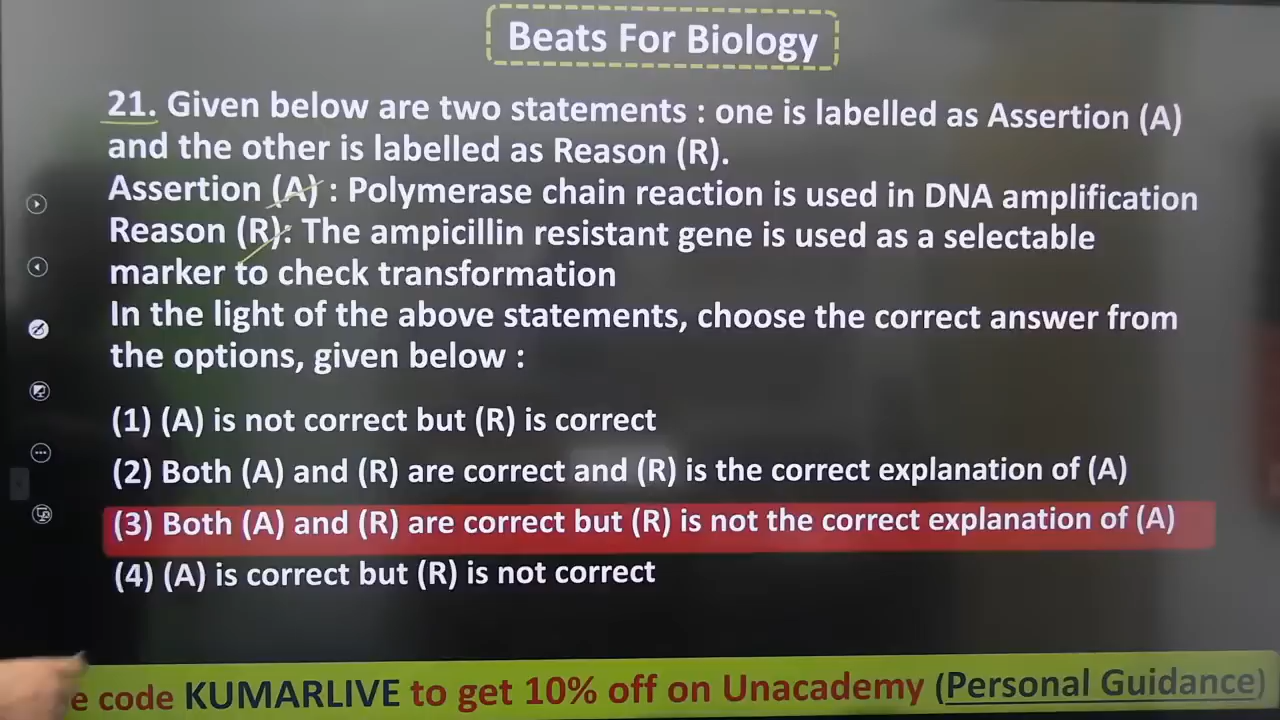 Beats For Biology
21. Given below are two statements : one is labelled as Assertion (A)
and the other is labelled as Reason (R).
Assertion (A) : Polymerase chain reaction is used in DNA amplification
Reason (R): The ampicillin resistant gene is used as a selectable
marker to check transformation
In the light of the above statements, choose the correct answer from
the options, given below :
(1) (A) is not correct but (R) is correct
(2) Both (A) and (R) are correct and (R) is the correct explanation of (A)
(3) Both (A) and (R) are correct but (R) is not the correct explanation of (A)
(4) (A) is correct but (R) is not correct
code KUMARLIVE to get 10% off on Unacademy (Personal Guidance)